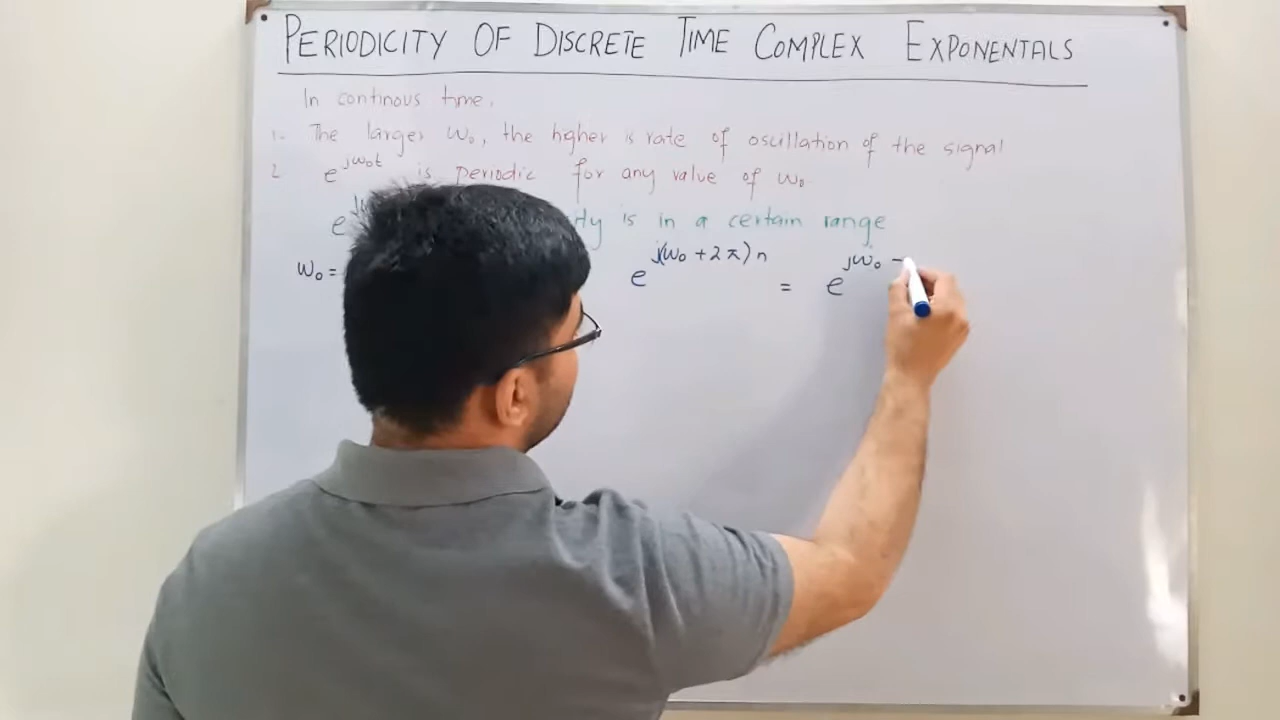 PERIODICITY OF DISCRETE TIME COMPLEX EXPONENTALS
In continous time,
1. The larger ω₀, the higher is rate of oscillation of the signal
2 e^jω₀t is periodic for any value of ω₀
e is in a certain range
ω₀ = e^j(ω₀ + 2π)n = e^jω₀